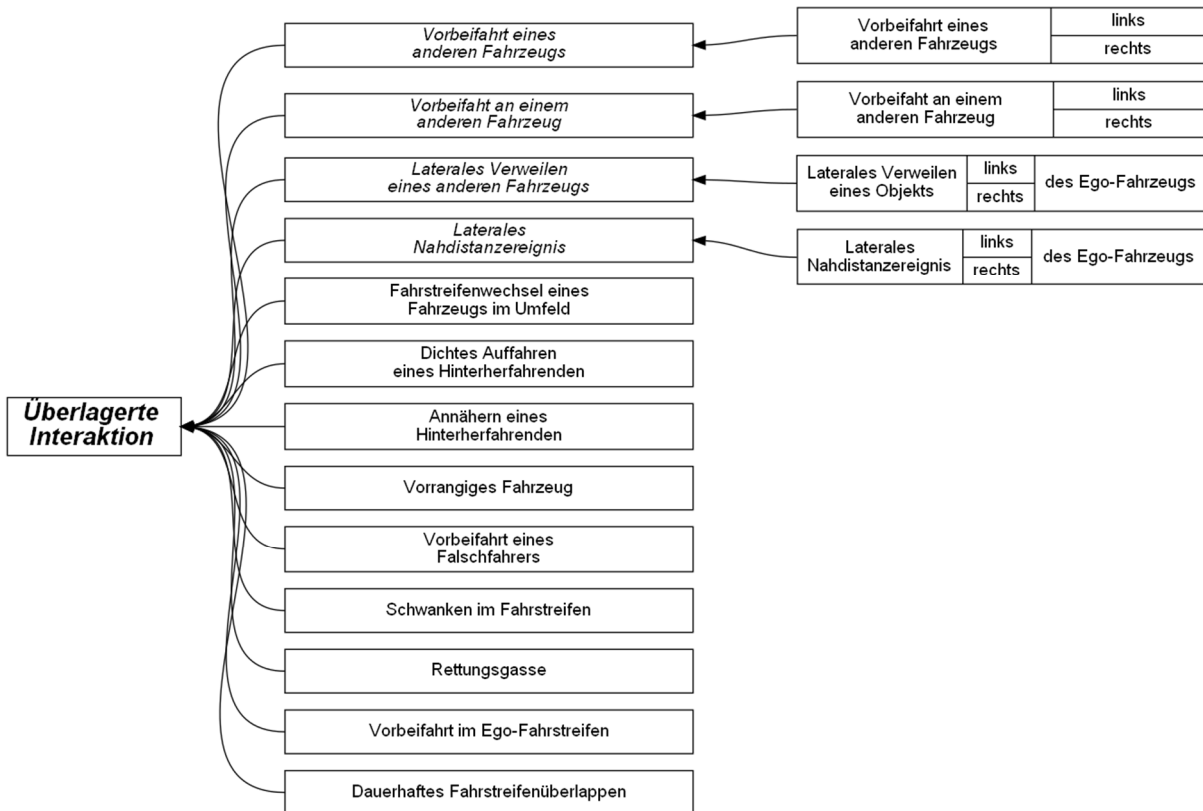 Vorbeifahrt eines
anderen Fahrzeugs
Vorbeifahrt eines
anderen Fahrzeugs
links
rechts
Vorbeifaht an einem
anderen Fahrzeug
Vorbeifaht an einem
anderen Fahrzeug
links
rechts
Laterales Verweilen
eines anderen Fahrzeugs
Laterales Verweilen
eines Objekts
links
rechts
des Ego-Fahrzeugs
Laterales
Nahdistanzereignis
Laterales
Nahdistanzereignis
links
rechts
des Ego-Fahrzeugs
Fahrstreifenwechsel eines
Fahrzeugs im Umfeld
Dichtes Auffahren
eines Hinterherfahrenden
Überlagerte
Interaktion
Annähern eines
Hinterherfahrenden
Vorrangiges Fahrzeug
Vorbeifahrt eines
Falschfahrers
Schwanken im Fahrstreifen
Rettungsgasse
Vorbeifahrt im Ego-Fahrstreifen
Dauerhaftes Fahrstreifenüberlappen